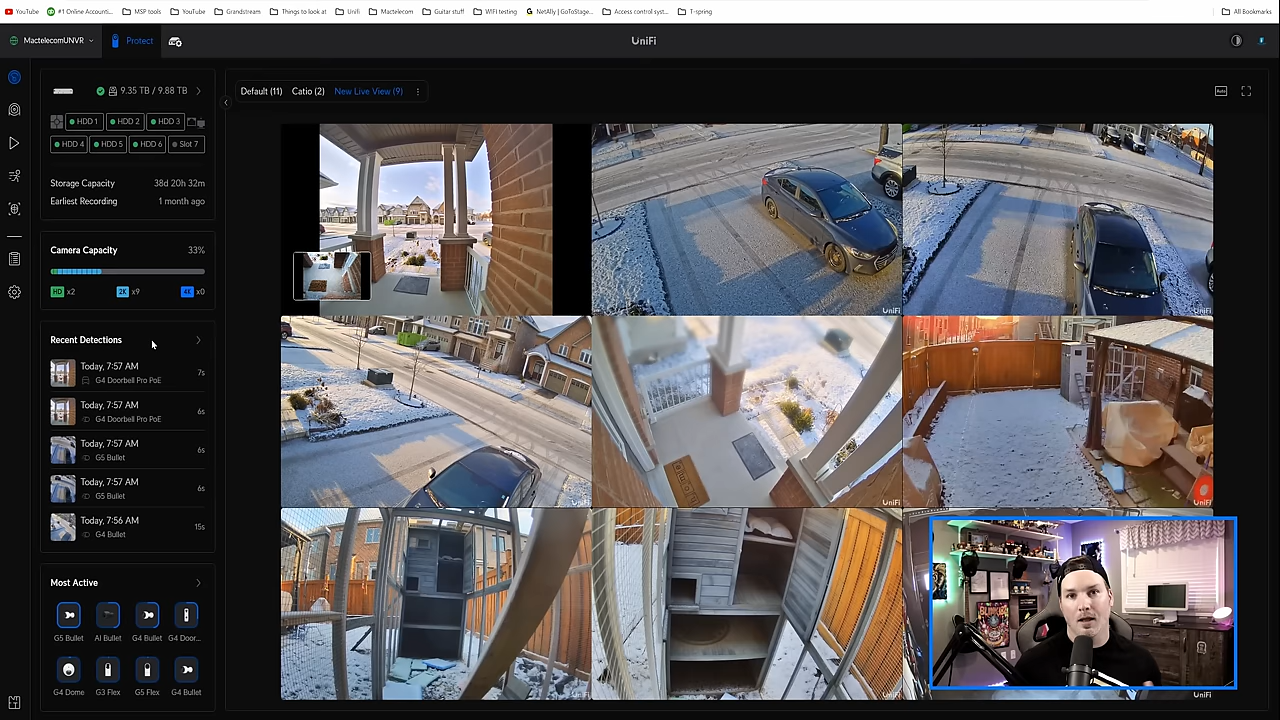 YouTube #1 Online Accounti... MSP tools YouTube Grandstream Things to look at Unifi Mactelecom Guitar stuff WIFI testing NetAlly | GoToStage... Access control syst... T-spring All Bookmarks
MactelecomUNVR Protect UniFi
9.35 TB / 9.88 TB
HDD 1 HDD 2 HDD 3
HDD 4 HDD 5 HDD 6 Slot 7
Storage Capacity 38d 20h 32m
Earliest Recording 1 month ago
Camera Capacity 33%
HD x2 2K x9 4K x0
Recent Detections
Today, 7:57 AM
G4 Doorbell Pro PoE 7s
Today, 7:57 AM
G4 Doorbell Pro PoE 6s
Today, 7:57 AM
G5 Bullet 6s
Today, 7:57 AM
G5 Bullet 6s
Today, 7:56 AM
G4 Bullet 15s
Most Active
G5 Bullet AI Bullet G4 Bullet G4 Door...
G4 Dome G3 Flex G5 Flex G4 Bullet
Default (11) Catio (2) New Live View (9)
Auto
UniFi
UniFi
UniFi
UniFi
UniFi
UniFi
UniFi
UniFi